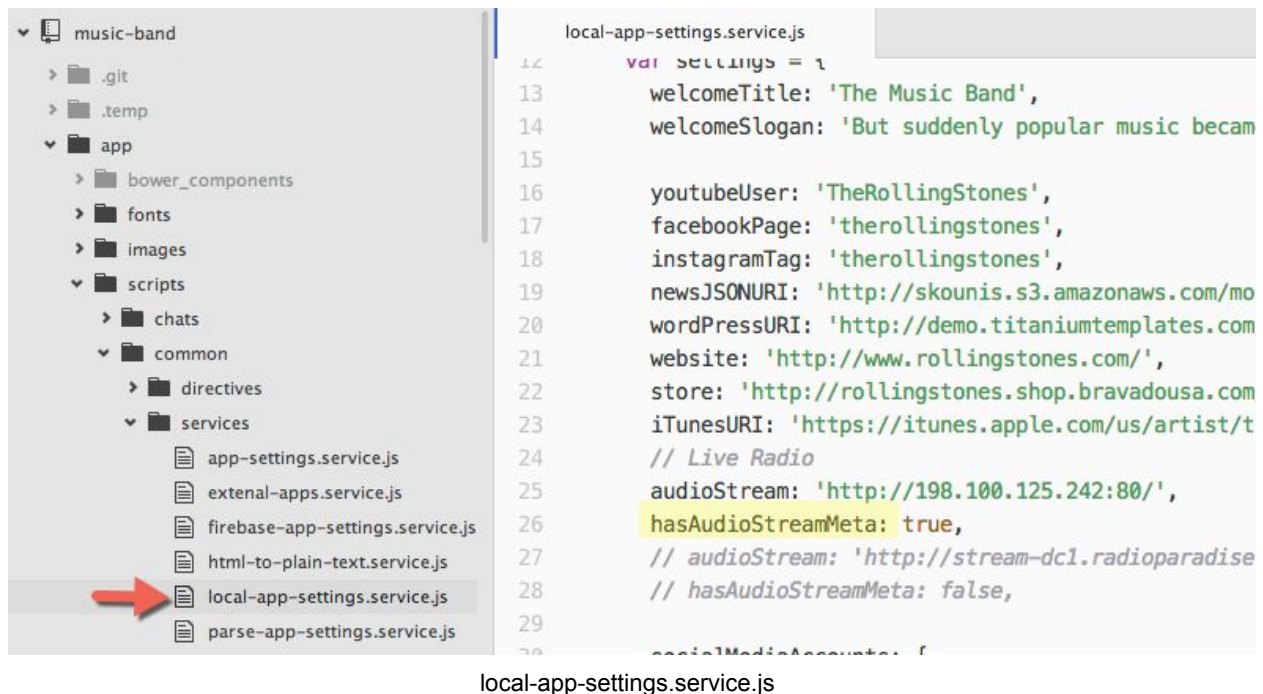 music-band
.git
.temp
app
bower_components
fonts
images
scripts
chats
common
directives
services
app-settings.service.js
extenal-apps.service.js
firebase-app-settings.service.js
html-to-plain-text.service.js
local-app-settings.service.js
parse-app-settings.service.js
local-app-settings.service.js
12 var settings = {
13 welcomeTitle: 'The Music Band',
14 welcomeSlogan: 'But suddenly popular music becam
15
16 youtubeUser: 'TheRollingStones',
17 facebookPage: 'therollingstones',
18 instagramTag: 'therollingstones',
19 newsJSONURI: 'http://skounis.s3.amazonaws.com/mo
20 wordPressURI: 'http://demo.titaniumtemplates.com
21 website: 'http://www.rollingstones.com/',
22 store: 'http://rollingstones.shop.bravadousa.com
23 iTunesURI: 'https://itunes.apple.com/us/artist/t
24 // Live Radio
25 audioStream: 'http://198.100.125.242:80/',
26 hasAudioStreamMeta: true,
27 // audioStream: 'http://stream-dc1.radioparadise
28 // hasAudioStreamMeta: false,
29
30 socialMediaAccounts: {
local-app-settings.service.js